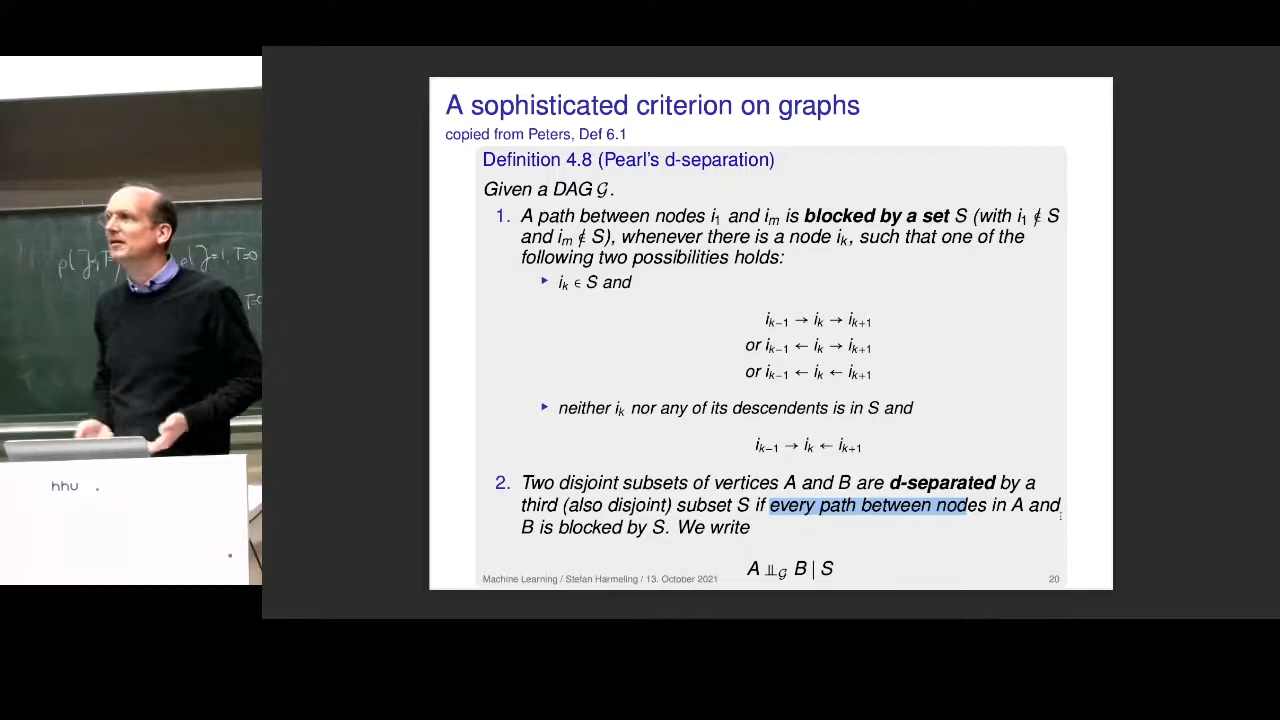 A sophisticated criterion on graphs
copied from Peters, Def 6.1
Definition 4.8 (Pearl's d-separation)
Given a DAG 𝒢.
1. A path between nodes i₁ and iₘ is blocked by a set S (with i₁ ∉ S
and iₘ ∉ S), whenever there is a node iₖ, such that one of the
following two possibilities holds:
▸ iₖ ∈ S and
iₖ₋₁ → iₖ → iₖ₊₁
or iₖ₋₁ ← iₖ → iₖ₊₁
or iₖ₋₁ ← iₖ ← iₖ₊₁
▸ neither iₖ nor any of its descendents is in S and
iₖ₋₁ → iₖ ← iₖ₊₁
2. Two disjoint subsets of vertices A and B are d-separated by a
third (also disjoint) subset S if every path between nodes in A and
B is blocked by S. We write
A ⫫𝒢 B | S
Machine Learning / Stefan Harmeling / 13. October 2021
20
hhu .